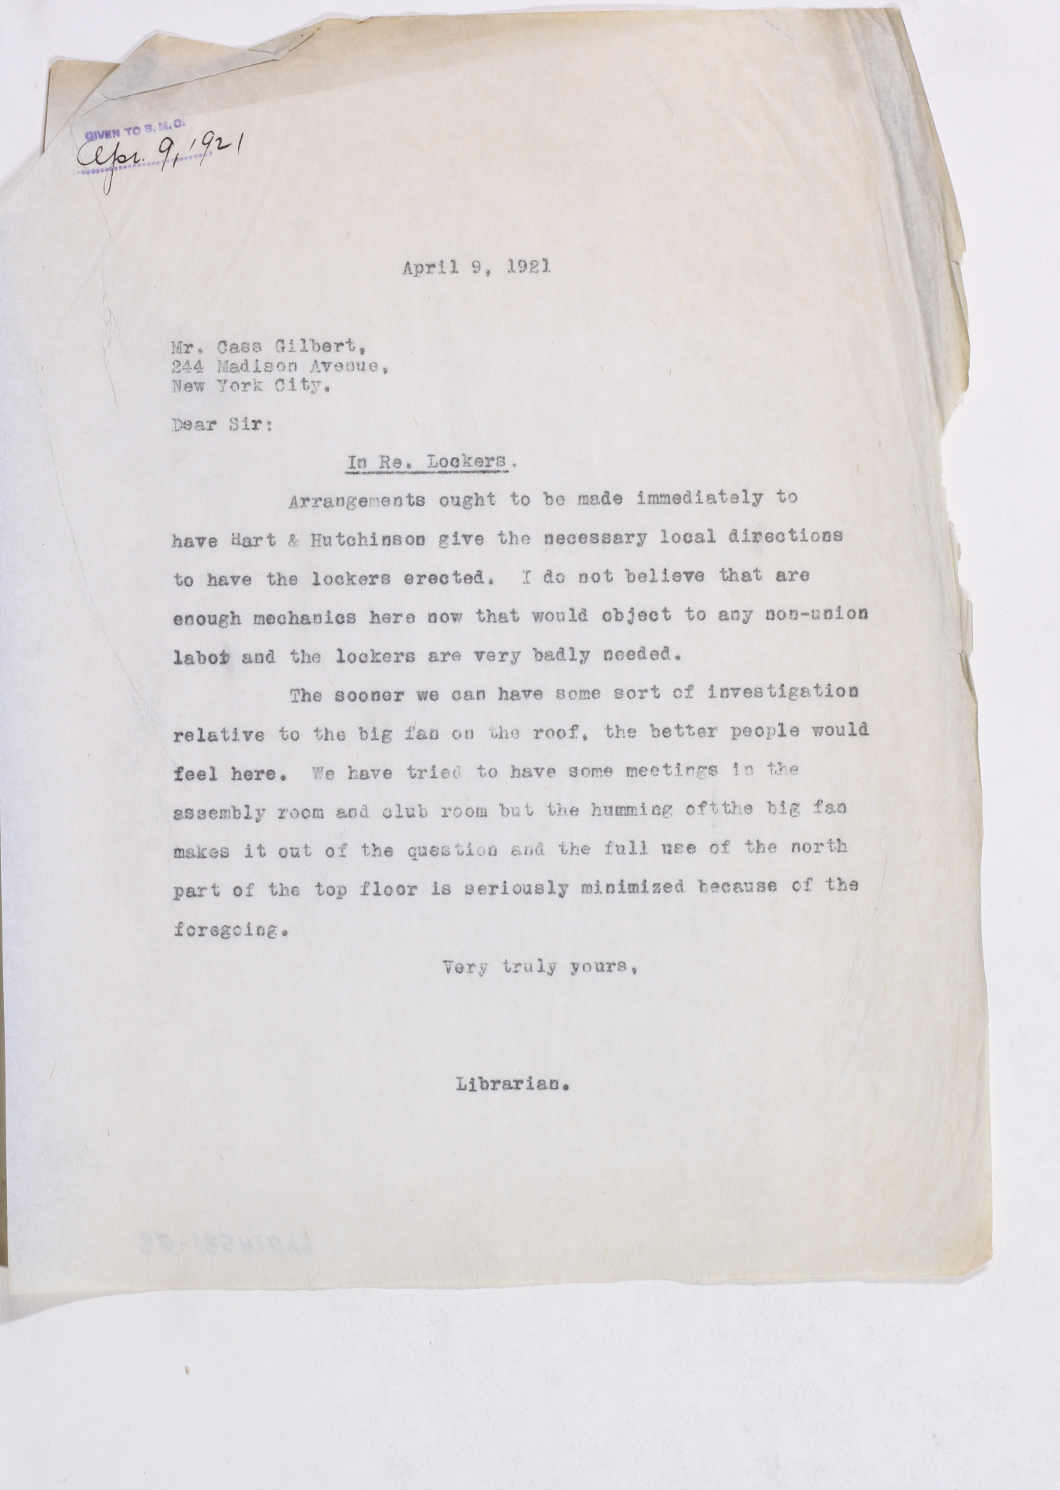 GIVEN TO B.M.C.
Apr. 9, 1921
April 9, 1921
Mr. Cass Gilbert,
244 Madison Avenue,
New York City.
Dear Sir:
In Re. Lockers.
Arrangements ought to be made immediately to
have Hart & Hutchinson give the necessary local directions
to have the lockers erected. I do not believe that are
enough mechanics here now that would object to any non-union
labor and the lockers are very badly needed.
The sooner we can have some sort of investigation
relative to the big fan on the roof, the better people would
feel here. We have tried to have some meetings in the
assembly room and club room but the humming oftthe big fan
makes it out of the question and the full use of the north
part of the top floor is seriously minimized because of the
foregoing.
Very truly yours,
Librarian.